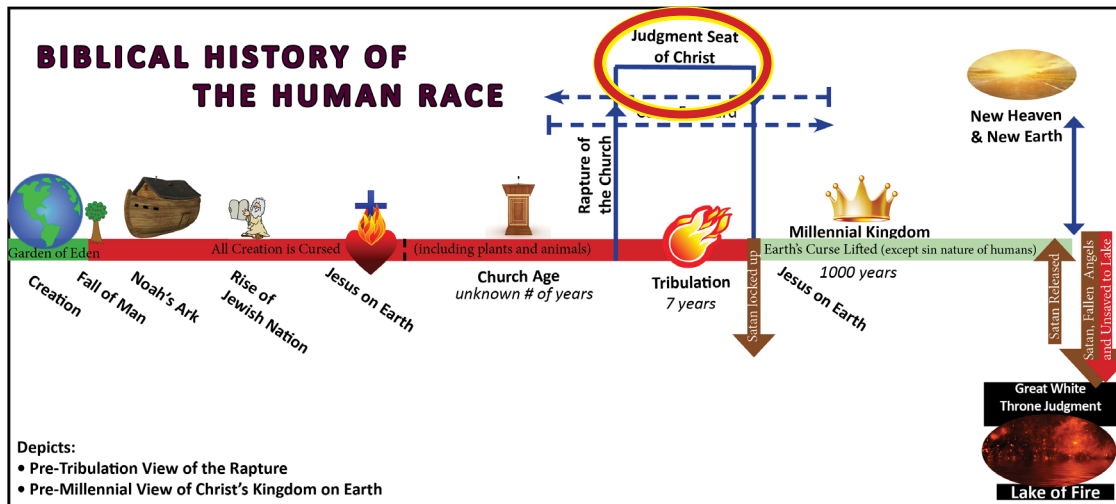 BIBLICAL HISTORY OF
THE HUMAN RACE
Judgment Seat
of Christ
Rapture of
the Church
New Heaven
& New Earth
Garden of Eden
All Creation is Cursed
(including plants and animals)
Millennial Kingdom
Earth's Curse Lifted (except sin nature of humans)
1000 years
Creation
Fall of Man
Noah's Ark
Rise of
Jewish Nation
Jesus on Earth
Church Age
unknown # of years
Tribulation
7 years
Satan locked up
Jesus on Earth
Satan Released
Satan, Fallen Angels
and Unsaved to Lake
Great White
Throne Judgment
Lake of Fire
Depicts:
• Pre-Tribulation View of the Rapture
• Pre-Millennial View of Christ's Kingdom on Earth